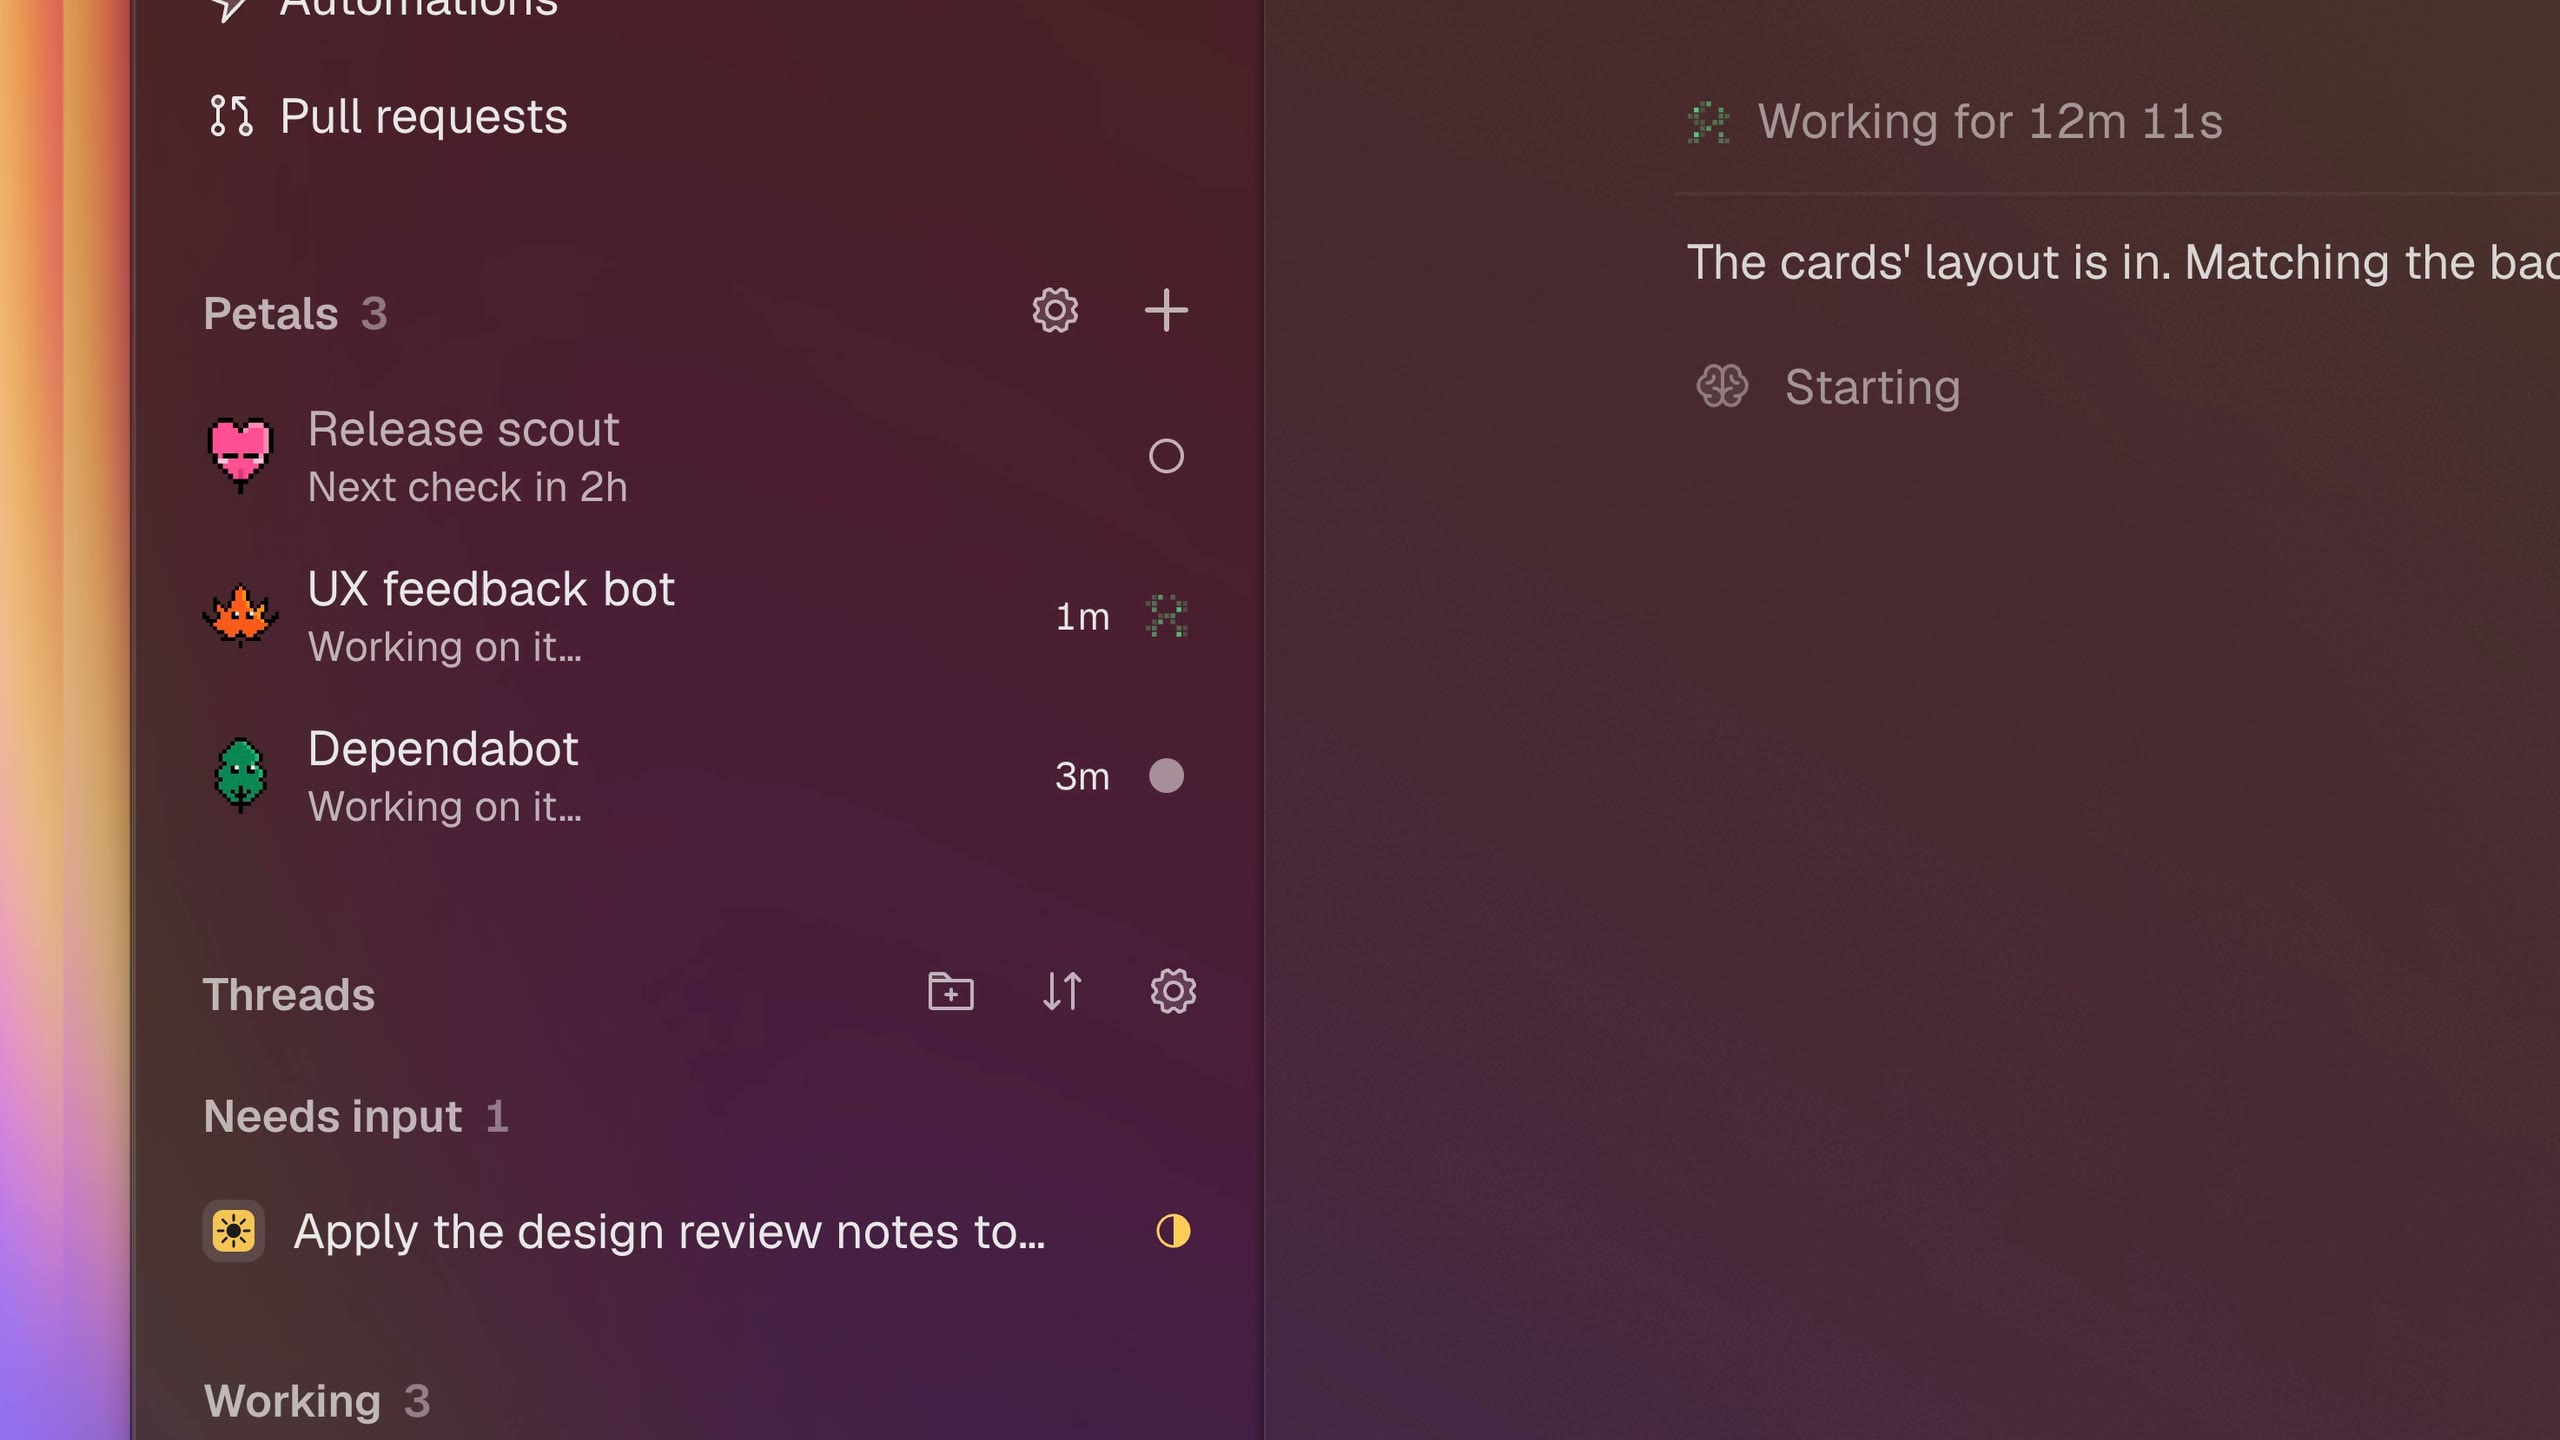 Automations
Pull requests
Petals 3
Release scout
Next check in 2h
UX feedback bot
Working on it...
1m
Dependabot
Working on it...
3m
Threads
Needs input 1
Apply the design review notes to...
Working 3
Working for 12m 11s
The cards' layout is in. Matching the
Starting